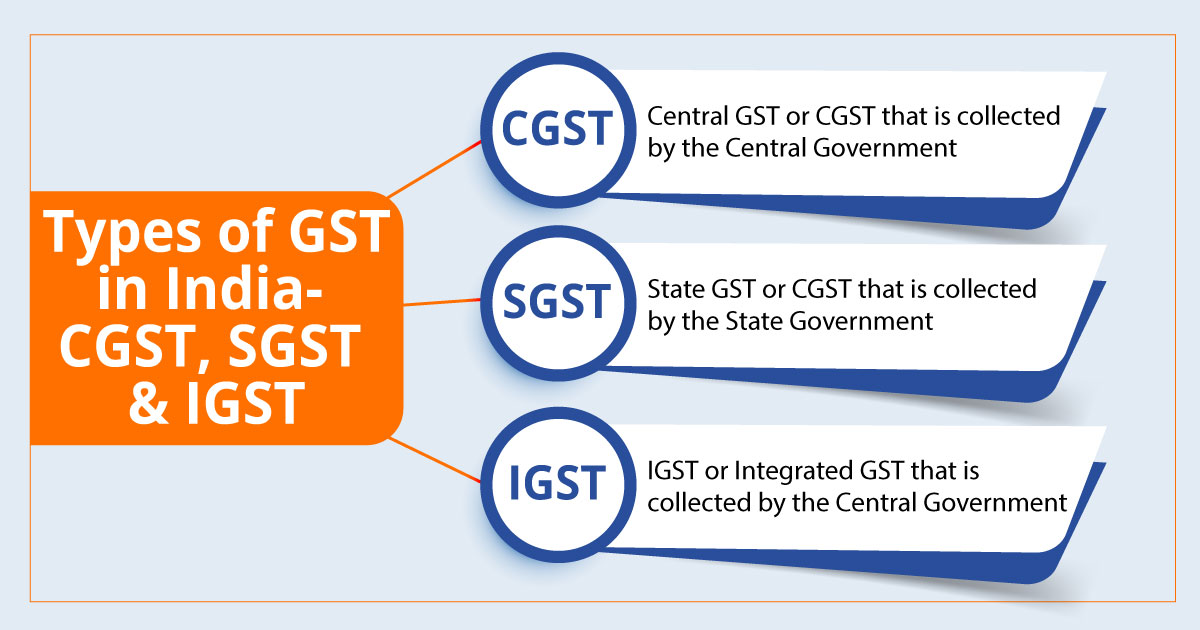 Types of GST
in India-
CGST, SGST
& IGST
CGST
Central GST or CGST that is collected
by the Central Government
SGST
State GST or CGST that is collected
by the State Government
IGST
IGST or Integrated GST that is
collected by the Central Government